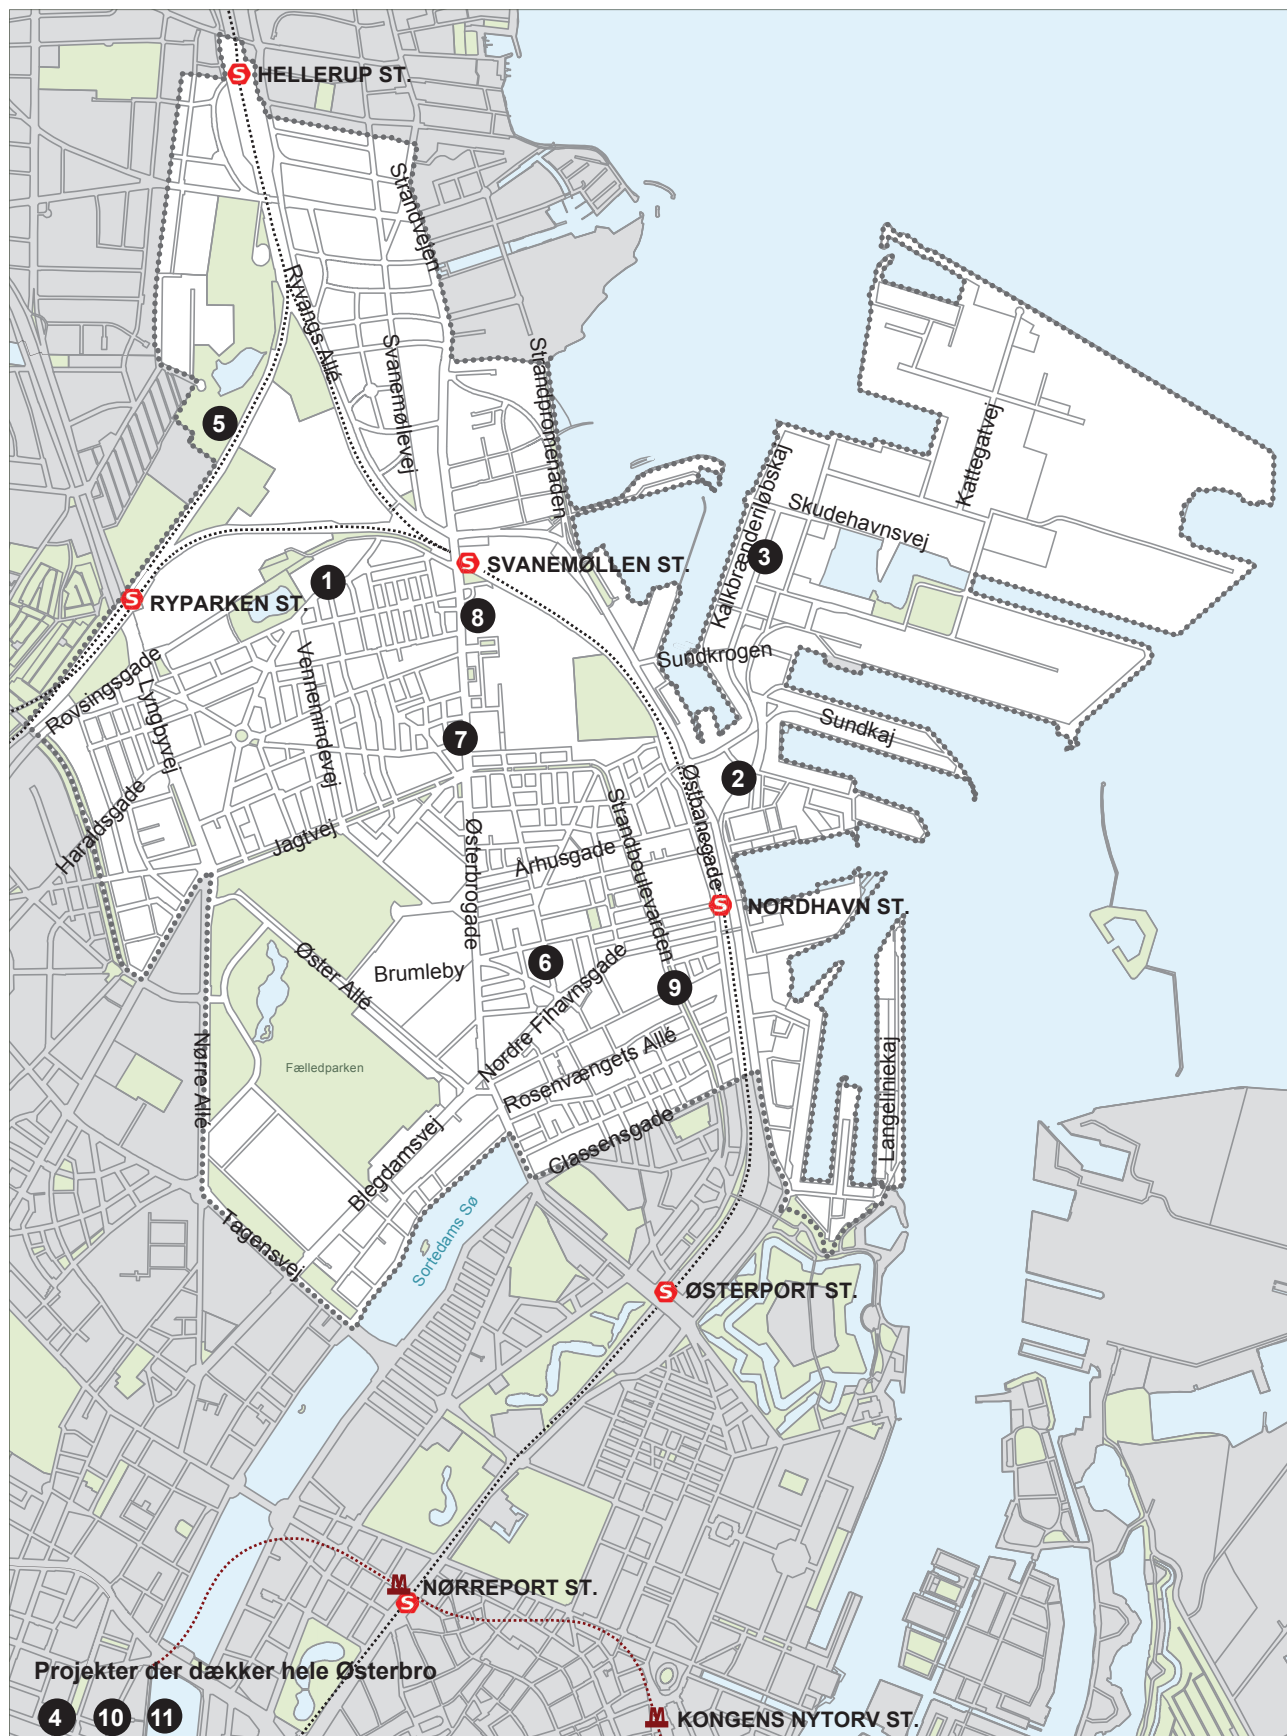 S HELLERUP ST.
Strandvejen
Ryvangs Allé
Svanemøllevej
Strandpromenaden
5
Kattegatvej
Kalkbrænderiløbskaj
Skudehavnsvej
3
S SVANEMØLLEN ST.
1
S RYPARKEN ST.
8
Vennemindevej
Sundkrogen
Rovsingsgade
Lyngbyvej
Sundkaj
7
2
Østbanegade
Strandboulevarden
Haraldsgade
Jagtvej
Østerbrogade
Århusgade
S NORDHAVN ST.
Øster Allé
Brumleby
6
Nordre Fihavnsgade
9
Nørre Allé
Fælledparken
Rosenvængets Allé
Langeliniekaj
Classensgade
Blegdamsvej
Tagensvej
Sortedams Sø
S ØSTERPORT ST.
M NØRREPORT ST.
S
Projekter der dækker hele Østerbro
4 10 11
M KONGENS NYTORV ST.